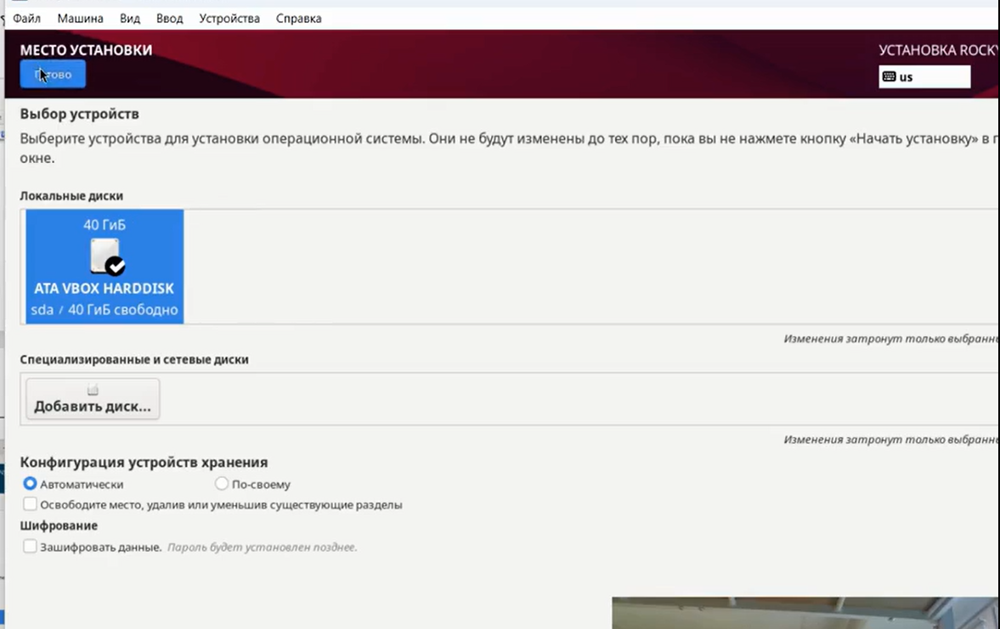 Файл Машина Вид Ввод Устройства Справка
МЕСТО УСТАНОВКИ
УСТАНОВКА ROCKY
Готово
us
Выбор устройств
Выберите устройства для установки операционной системы. Они не будут изменены до тех пор, пока вы не нажмете кнопку «Начать установку» в г
окне.
Локальные диски
40 ГиБ
ATA VBOX HARDDISK
sda / 40 ГиБ свободно
Изменения затронут только выбранн
Специализированные и сетевые диски
Добавить диск...
Изменения затронут только выбранн
Конфигурация устройств хранения
Автоматически По-своему
Освободите место, удалив или уменьшив существующие разделы
Шифрование
Зашифровать данные. Пароль будет установлен позднее.